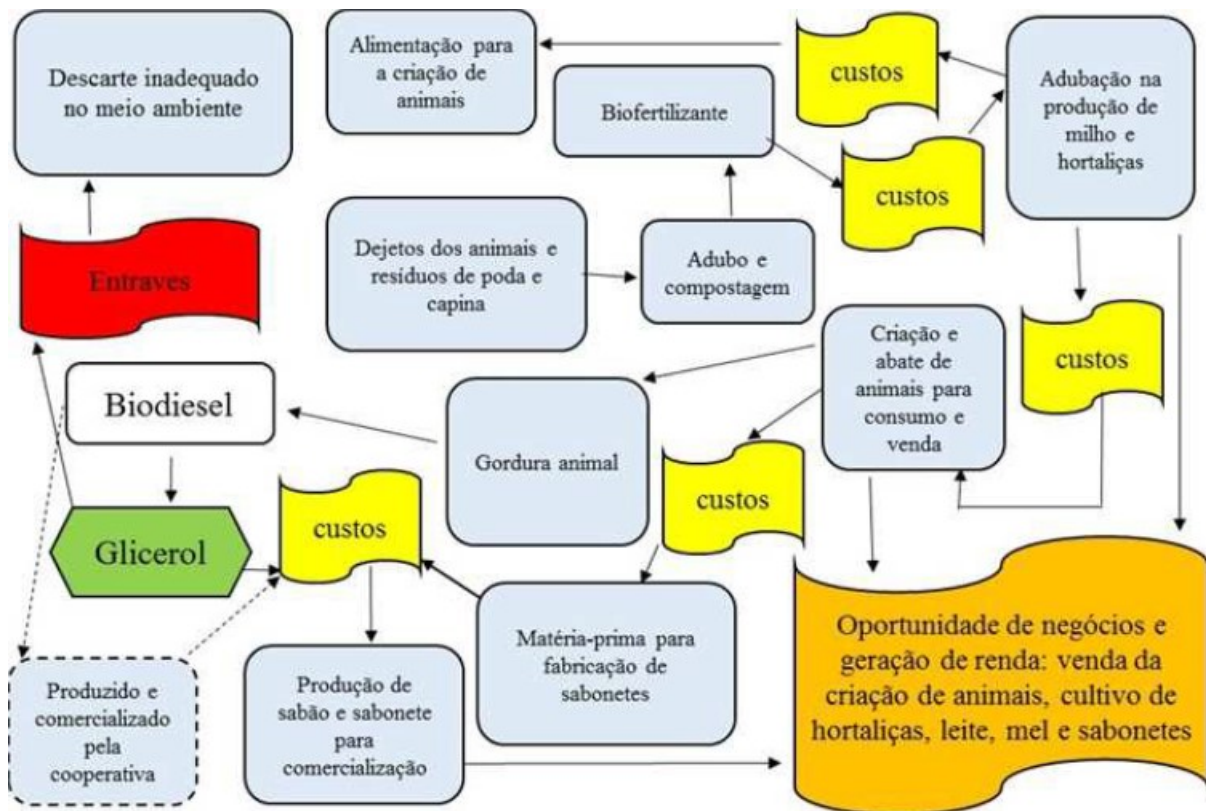 Descarte inadequado
no meio ambiente
Alimentação para
a criação de
animais
custos
Adubação na
produção de
milho e
hortaliças
Biofertilizante
custos
Entraves
Dejetos dos animais e
resíduos de poda e
capina
Adubo e
compostagem
Criação e
abate de
animais para
consumo e
venda
custos
Biodiesel
Gordura animal
custos
custos
Glicerol
Matéria-prima para
fabricação de
sabonetes
Oportunidade de negócios e
geração de renda: venda da
criação de animais, cultivo de
hortaliças, leite, mel e sabonetes
Produzido e
comercializado
pela
cooperativa
Produção de
sabão e sabonete
para
comercialização